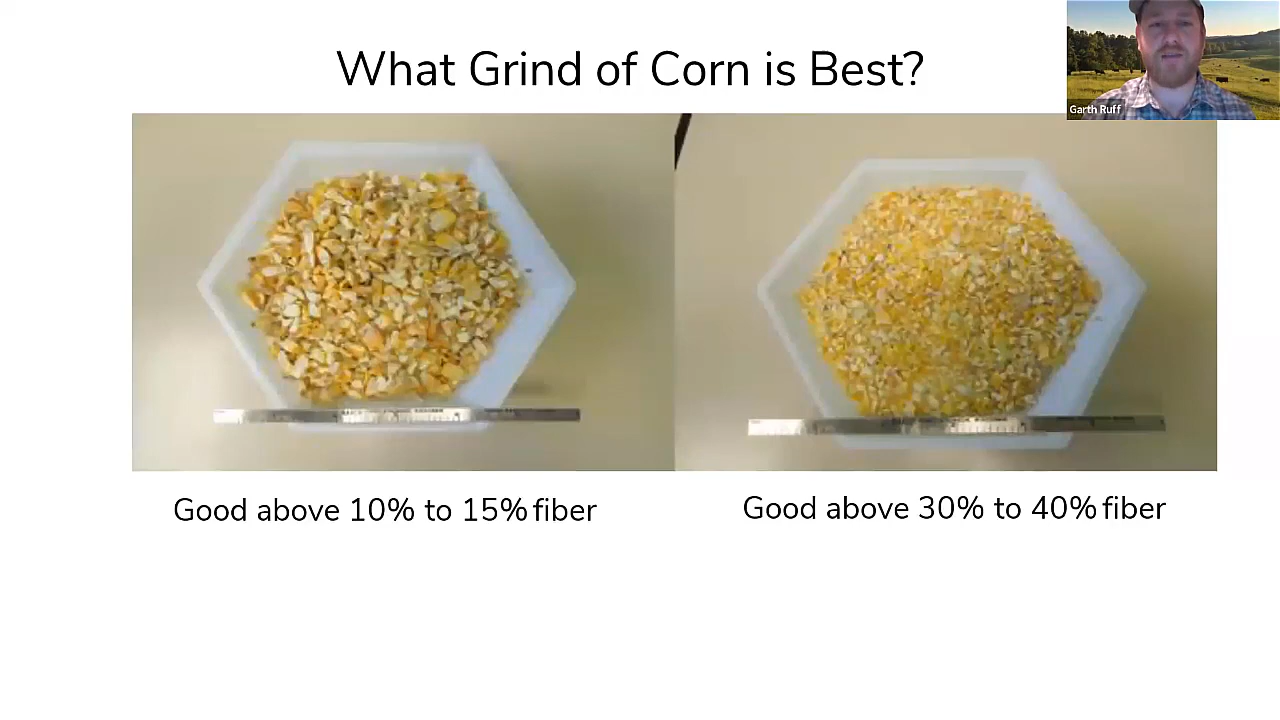 What Grind of Corn is Best?
Garth Ruff
Good above 10% to 15% fiber
Good above 30% to 40% fiber